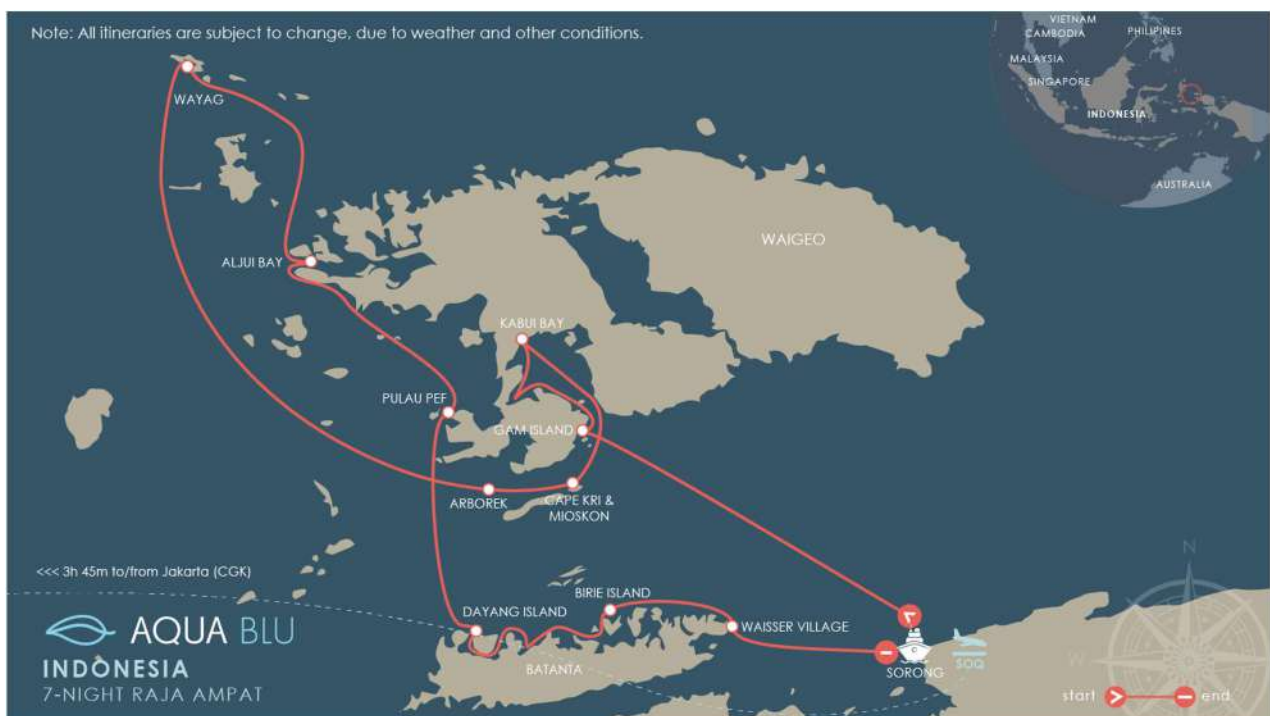 Note: All itineraries are subject to change, due to weather and other conditions.
VIETNAM
CAMBODIA
PHILIPINES
MALAYSIA
SINGAPORE
INDONESIA
AUSTRALIA
WAYAG
WAIGEO
ALJUI BAY
KABUI BAY
PULAU PEF
GAM ISLAND
ARBOREK
CAPE KRI &
MIOSKON
<<< 3h 45m to/from Jakarta (CGK)
DAYANG ISLAND
BIRIE ISLAND
WAISSER VILLAGE
BATANTA
SORONG
SOQ
N
W
AQUA BLU
INDONESIA
7-NIGHT RAJA AMPAT
start
end